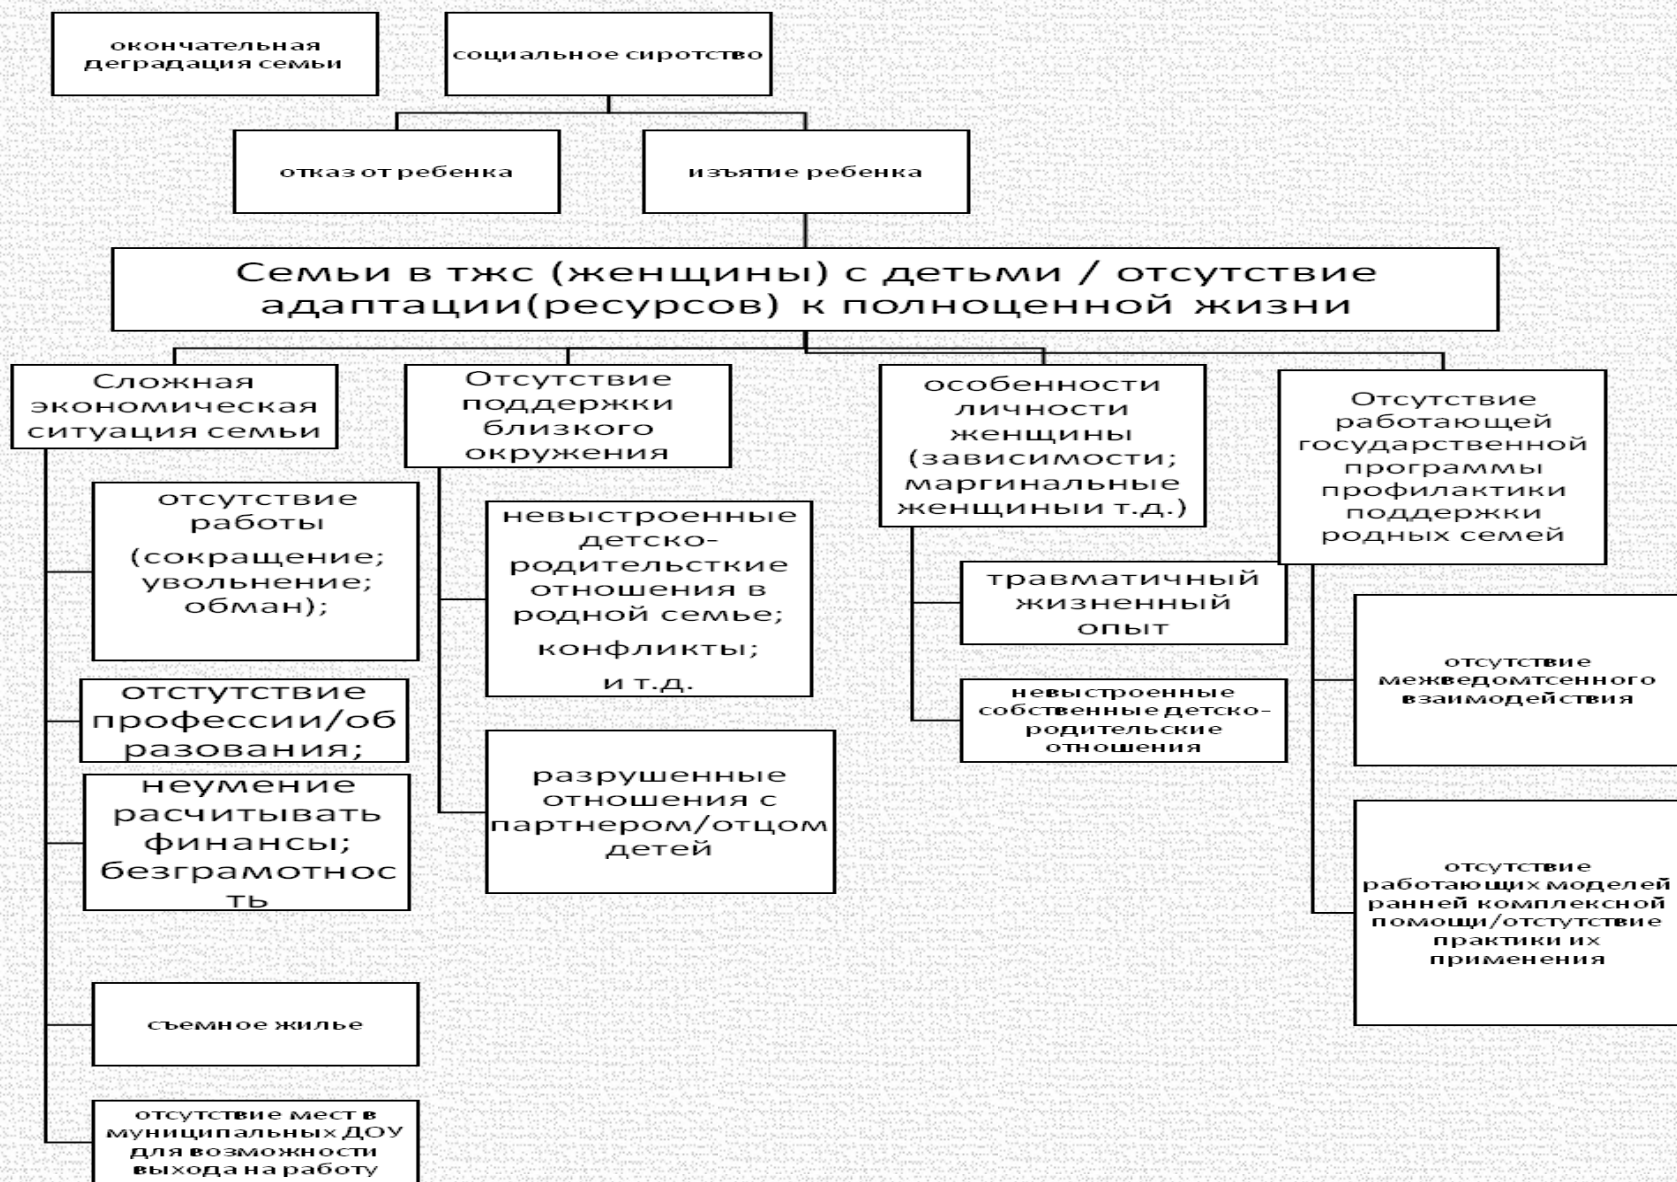 окончательная
деградация семьи
социальное сиротство
отказ от ребенка
изъятие ребенка
Семьи в тжс (женщины) с детьми / отсутствие
адаптации(ресурсов) к полноценной жизни
Сложная
экономическая
ситуация семьи
отсутствие
работы
(сокращение;
увольнение;
обман);
отстутствие
профессии/об
разования;
неумение
расчитывать
финансы;
безграмотнос
ть
съемное жилье
отсутствие мест в
муниципальных ДОУ
для возможности
выхода на работу
Отсутствие
поддержки
близкого
окружения
невыстроенные
детско-
родительсткие
отношения в
родной семье;
конфликты;
и т.д.
разрушенные
отношения с
партнером/отцом
детей
особенности
личности
женщины
(зависимости;
маргинальные
женщиныи т.д.)
травматичный
жизненный
опыт
невыстроенные
собственные детско-
родительские
отношения
Отсутствие
работающей
государственной
программы
профилактики
поддержки
родных семей
отсутствие
межведомтсенного
взаимодействия
отсутствие
работающих моделей
ранней комплексной
помощи/отстутствие
практики их
применения